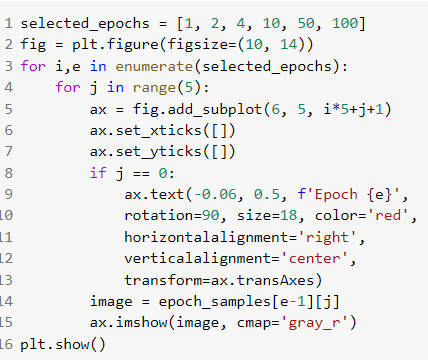 1 selected_epochs = [1, 2, 4, 10, 50, 100]
2 fig = plt.figure(figsize=(10, 14))
3 for i,e in enumerate(selected_epochs):
4     for j in range(5):
5         ax = fig.add_subplot(6, 5, i*5+j+1)
6         ax.set_xticks([])
7         ax.set_yticks([])
8         if j == 0:
9             ax.text(-0.06, 0.5, f'Epoch {e}',
10             rotation=90, size=18, color='red',
11             horizontalalignment='right',
12             verticalalignment='center',
13             transform=ax.transAxes)
14         image = epoch_samples[e-1][j]
15         ax.imshow(image, cmap='gray_r')
16 plt.show()